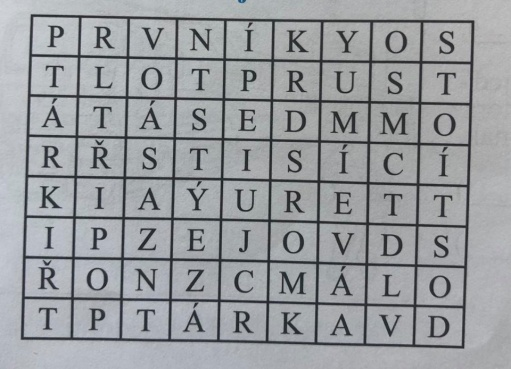 P R V N Í K Y O S
T L O T P R U S T
Á T Á S E D M M O
R Ř S T I S Í C Í
K I A Ý U R E T T
I P Z E J O V D S
Ř O N Z C M Á L O
T P T Á R K A V D